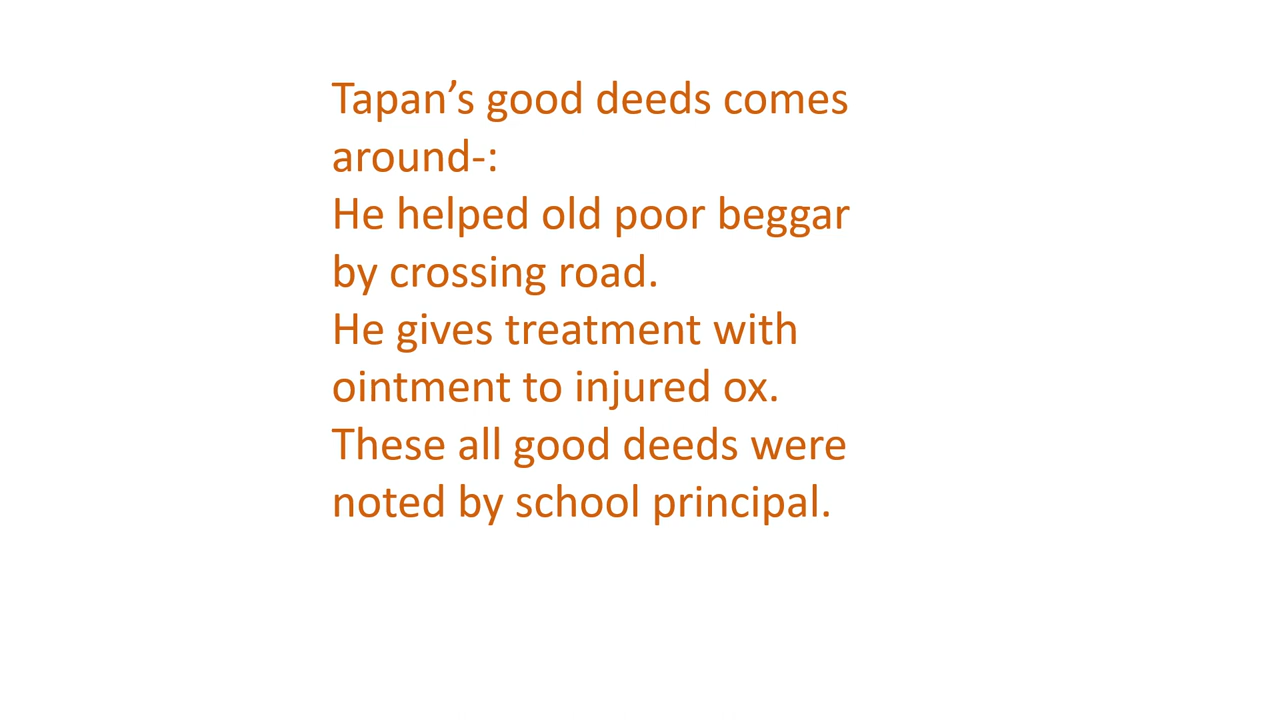 Tapan’s good deeds comes
around-:
He helped old poor beggar
by crossing road.
He gives treatment with
ointment to injured ox.
These all good deeds were
noted by school principal.